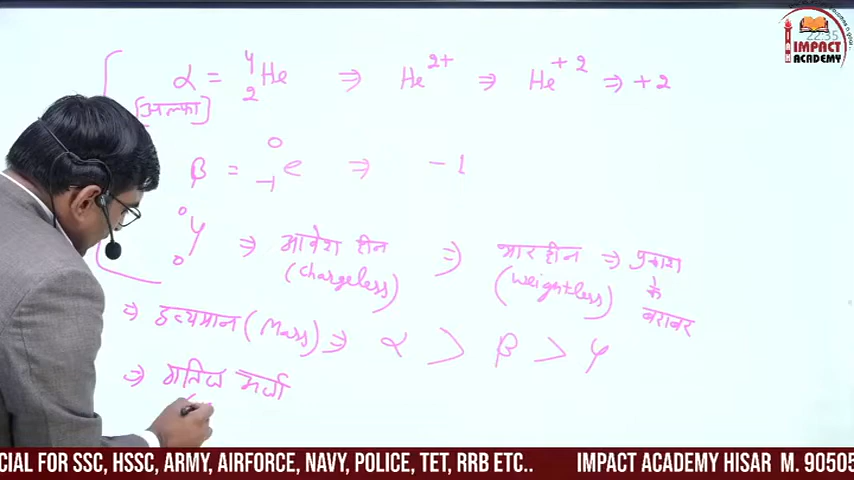 22:35
IMPACT
ACADEMY
α = ⁴₂He ⇒ He²⁺ ⇒ He⁺² ⇒ +2
[अल्फा]
β = ⁰₋₁e ⇒ -1
⁰₀γ ⇒ आवेश हीन ⇒ भार हीन ⇒ प्रकाश
(Chargeless) (Weightless) के
बराबर
⇒ द्रव्यमान (Mass) ⇒ α > β > γ
⇒ गतिज ऊर्जा
CIAL FOR SSC, HSSC, ARMY, AIRFORCE, NAVY, POLICE, TET, RRB ETC.. IMPACT ACADEMY HISAR M. 90505